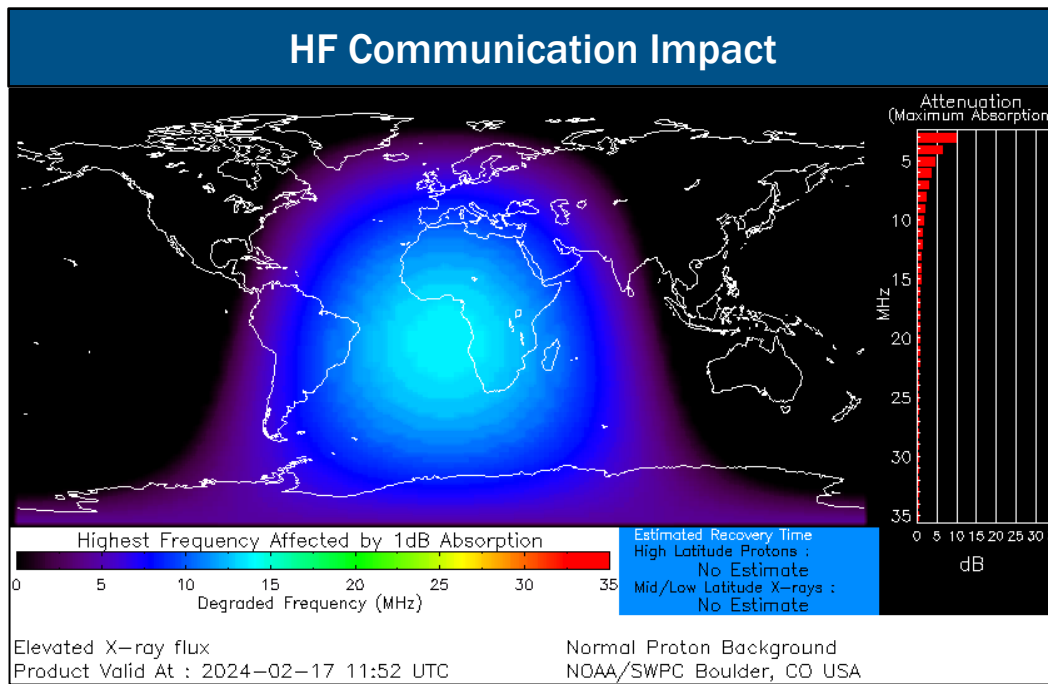 HF Communication Impact
Attenuation
(Maximum Absorption
5
10
15
20
25
30
35
MHz
0 5 10 15 20 25 30
dB
Highest Frequency Affected by 1dB Absorption
0 5 10 15 20 25 30 35
Degraded Frequency (MHz)
Estimated Recovery Time
High Latitude Protons :
No Estimate
Mid/Low Latitude X-rays :
No Estimate
Elevated X-ray flux
Product Valid At : 2024-02-17 11:52 UTC
Normal Proton Background
NOAA/SWPC Boulder, CO USA